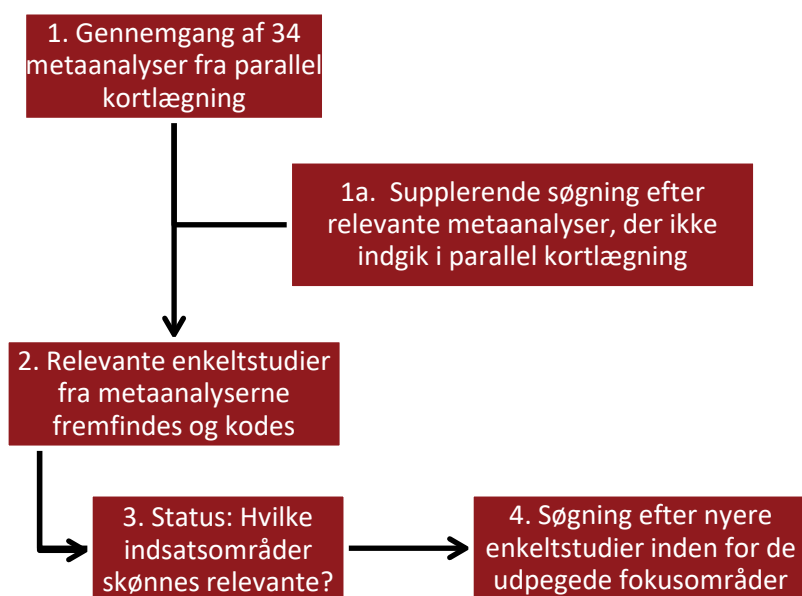 1. Gennemgang af 34
metaanalyser fra parallel
kortlægning
1a. Supplerende søgning efter
relevante metaanalyser, der ikke
indgik i parallel kortlægning
2. Relevante enkeltstudier
fra metaanalyserne
fremfindes og kodes
3. Status: Hvilke
indsatsområder
skønnes relevante?
4. Søgning efter nyere
enkeltstudier inden for de
udpegede fokusområder